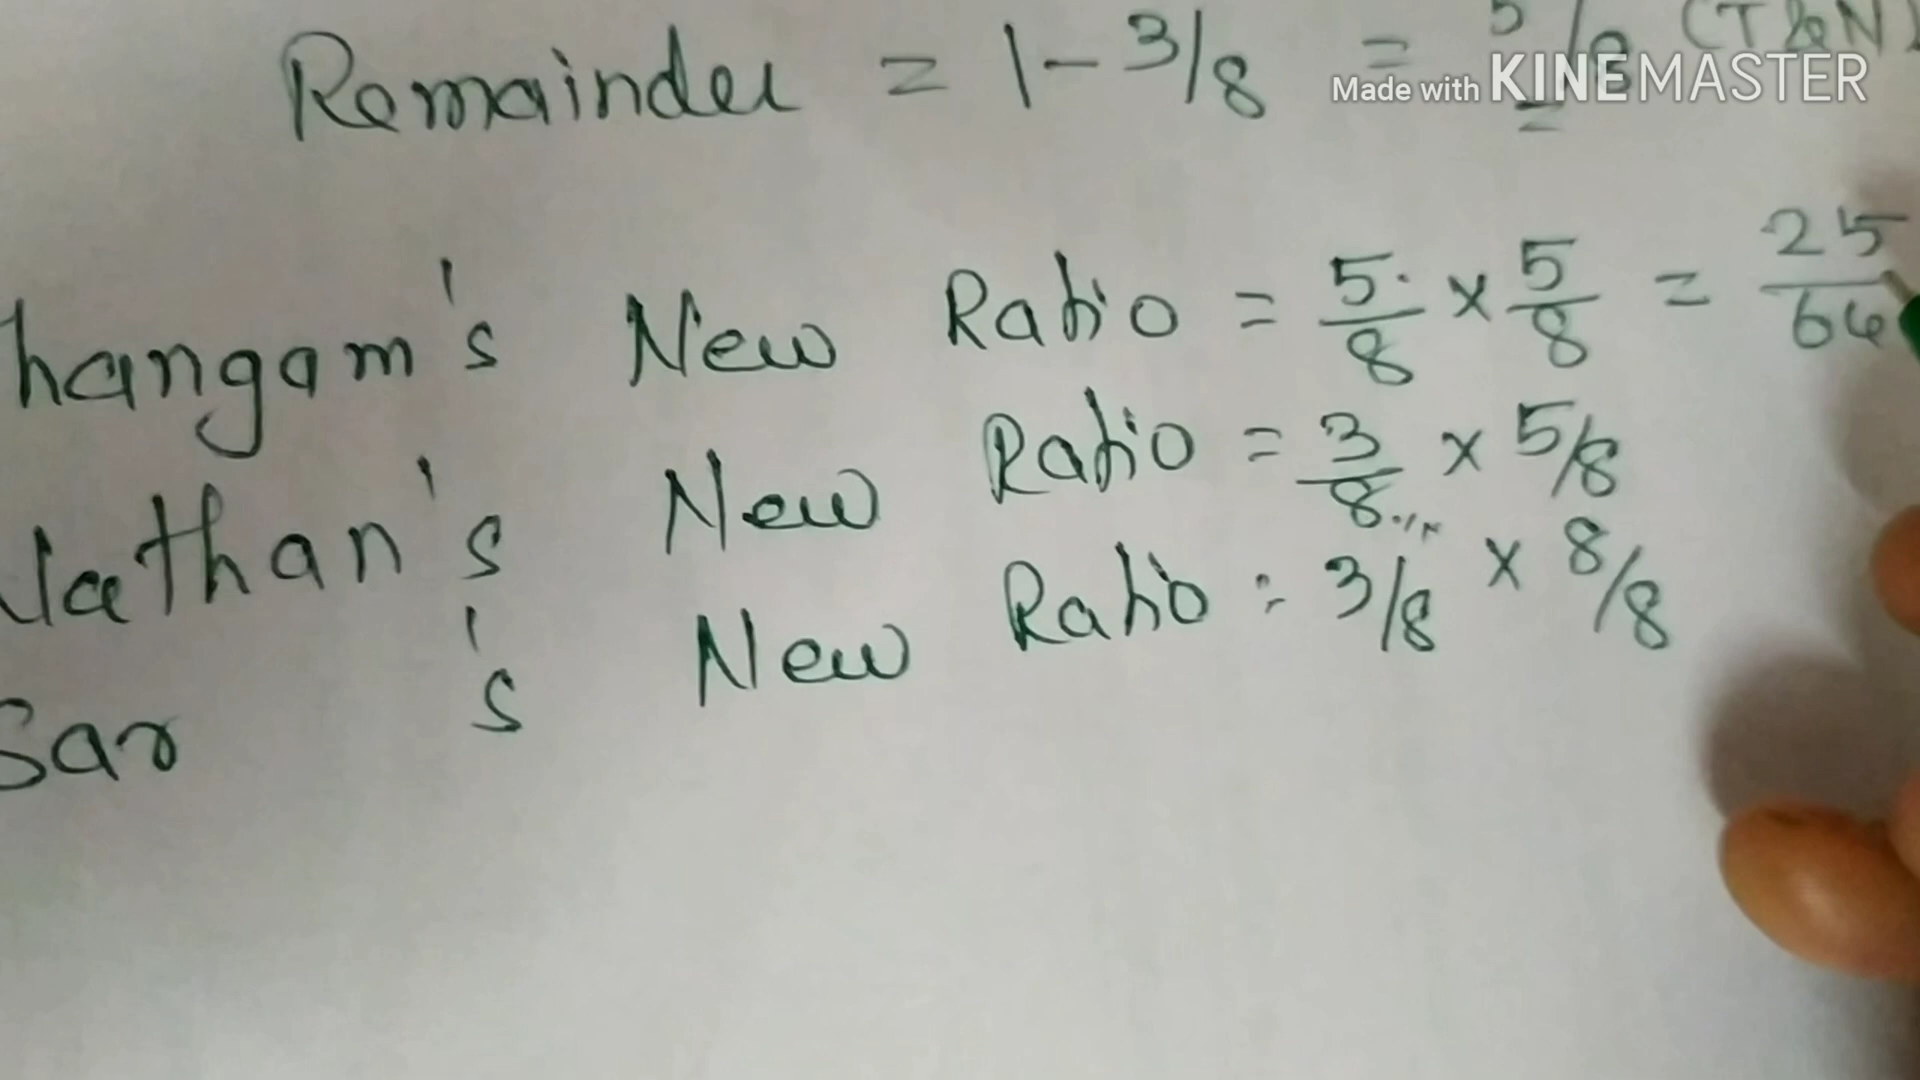 Remainder = 1 - 3/8 = 5/8 (T & N)
Made with KINEMASTER
hangam's New Ratio = 5/8 × 5/8 = 25/64
Nathan's New Ratio = 3/8 × 5/8
Sar 's New Ratio = 3/8 × 8/8